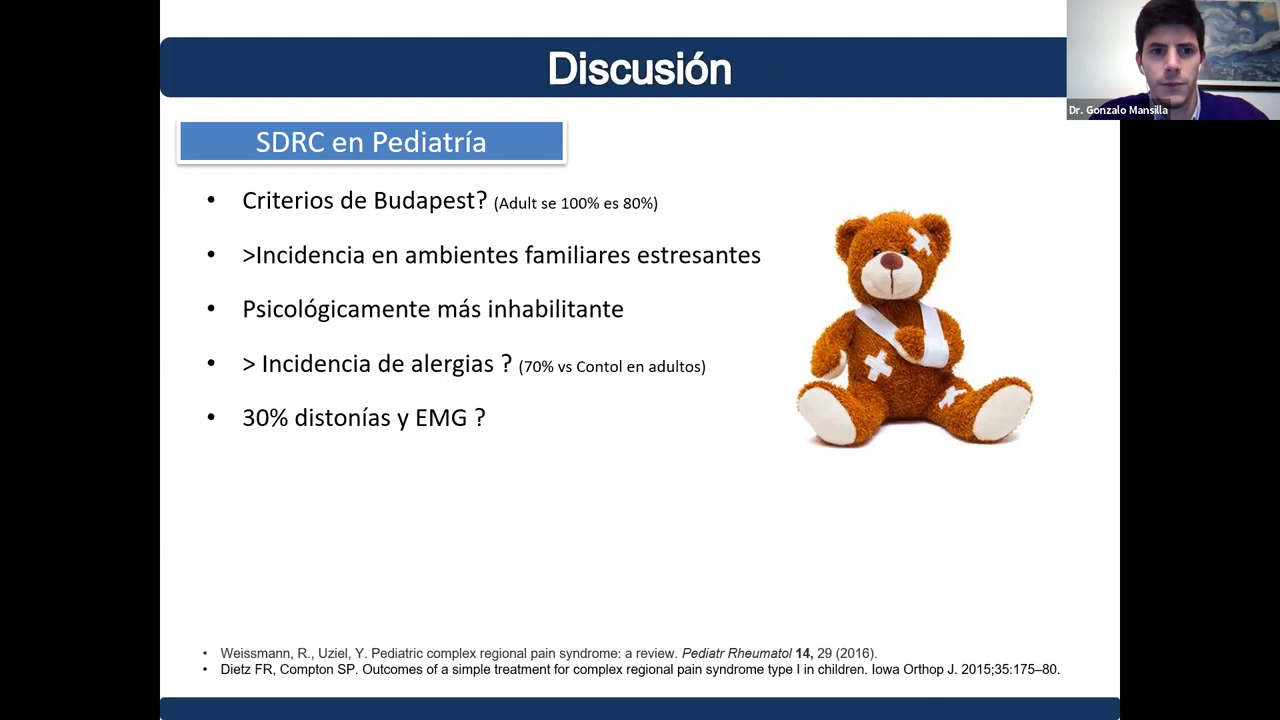 Discusión
Dr. Gonzalo Mansilla
SDRC en Pediatría
• Criterios de Budapest? (Adult se 100% es 80%)
• >Incidencia en ambientes familiares estresantes
• Psicológicamente más inhabilitante
• > Incidencia de alergias ? (70% vs Contol en adultos)
• 30% distonías y EMG ?
• Weissmann, R., Uziel, Y. Pediatric complex regional pain syndrome: a review. Pediatr Rheumatol 14, 29 (2016).
• Dietz FR, Compton SP. Outcomes of a simple treatment for complex regional pain syndrome type I in children. Iowa Orthop J. 2015;35:175–80.